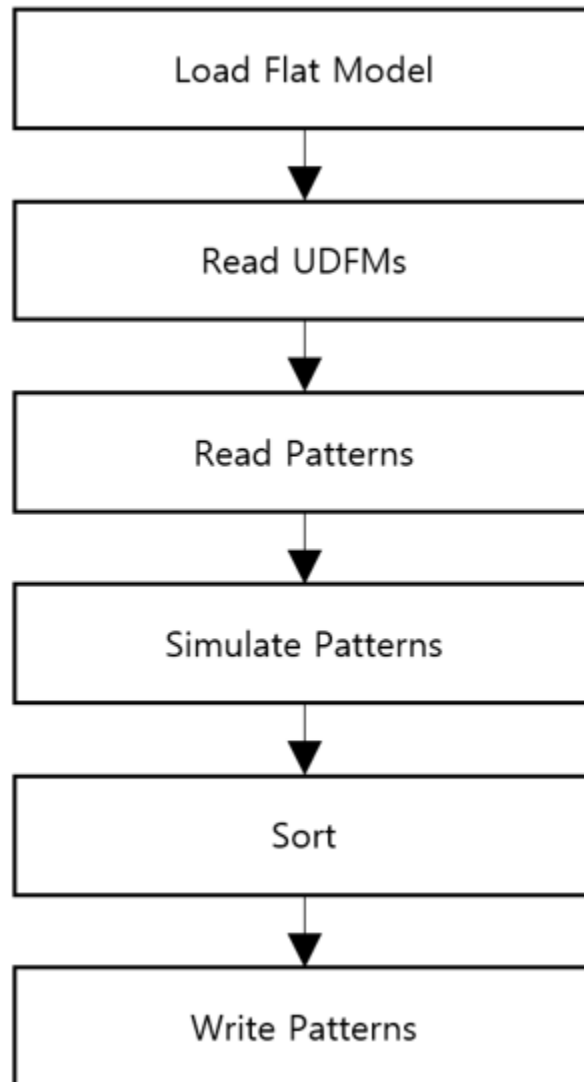 Load Flat Model
Read UDFMs
Read Patterns
Simulate Patterns
Sort
Write Patterns